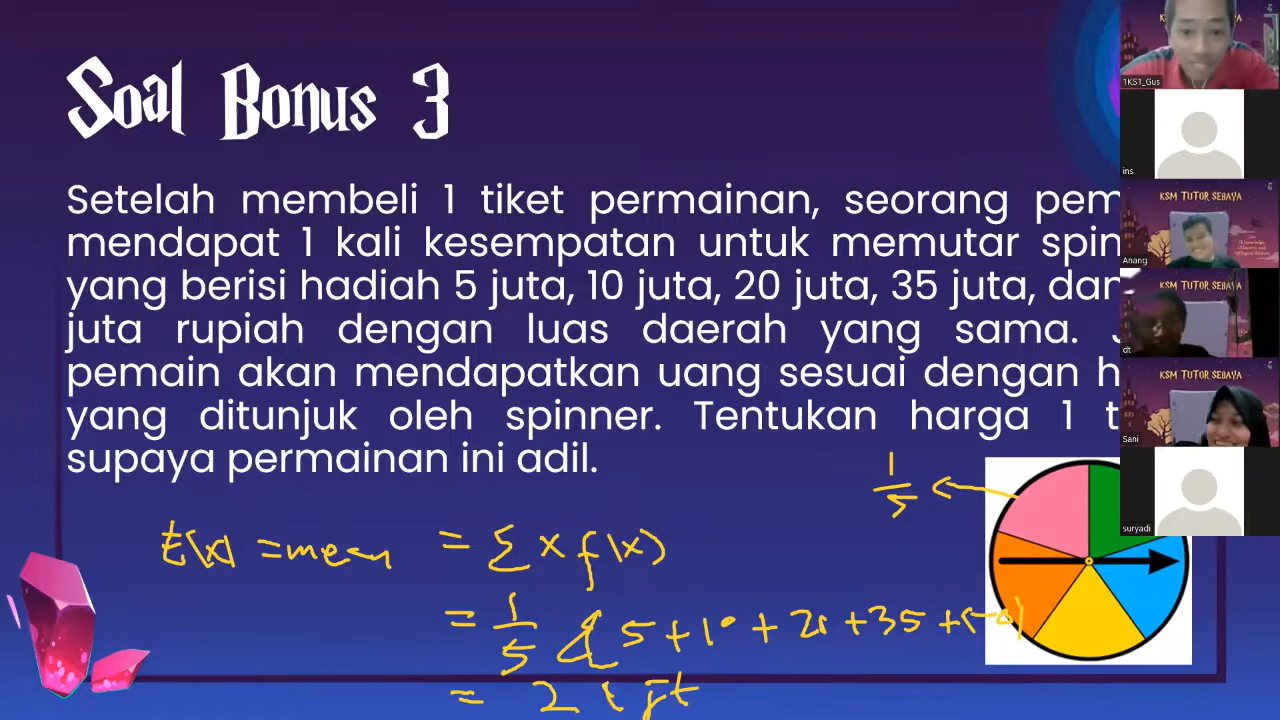 Soal Bonus 3
Setelah membeli 1 tiket permainan, seorang pem
mendapat 1 kali kesempatan untuk memutar spin
yang berisi hadiah 5 juta, 10 juta, 20 juta, 35 juta, dan
juta rupiah dengan luas daerah yang sama.
pemain akan mendapatkan uang sesuai dengan h
yang ditunjuk oleh spinner. Tentukan harga 1 t
supaya permainan ini adil.
1/5
E(x) = mean = Σ x f(x)
= 1/5 (5 + 10 + 20 + 35 +
= 2 jt
1KS1_Gus
ins
KSM TUTOR SEBAYA
Anang
KSM TUTOR SEBAYA
dt
KSM TUTOR SEBAYA
Sani
suryadi